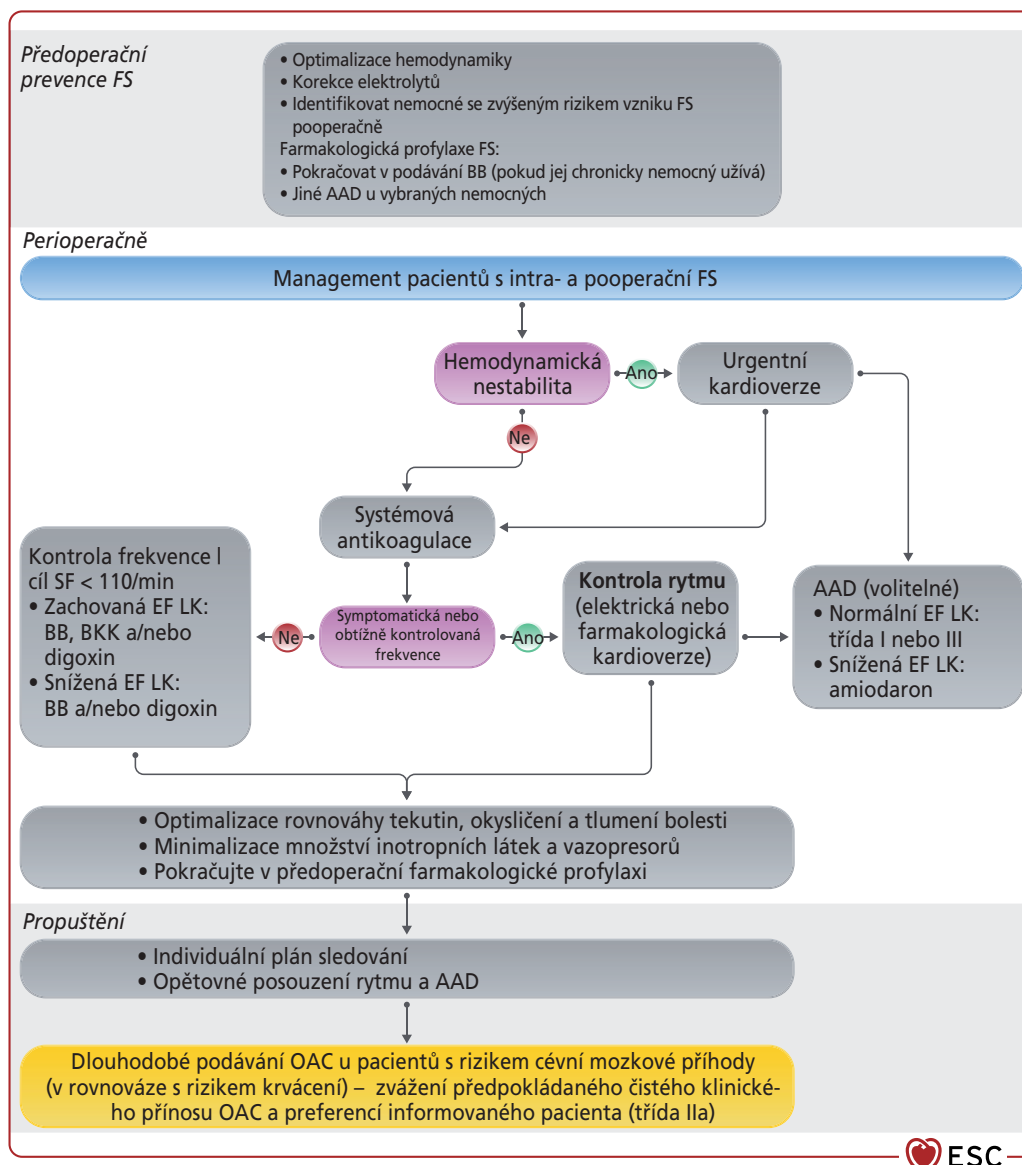 Předoperační
prevence FS
• Optimalizace hemodynamiky
• Korekce elektrolytů
• Identifikovat nemocné se zvýšeným rizikem vzniku FS
pooperačně
Farmakologická profylaxe FS:
• Pokračovat v podávání BB (pokud jej chronicky nemocný užívá)
• Jiné AAD u vybraných nemocných
Perioperačně
Management pacientů s intra- a pooperační FS
Hemodynamická
nestabilita
Ano
Urgentní
kardioverze
Ne
Systémová
antikoagulace
Kontrola frekvence |
cíl SF < 110/min
• Zachovaná EF LK:
BB, BKK a/nebo
digoxin
• Snížená EF LK:
BB a/nebo digoxin
Ne
Symptomatická nebo
obtížně kontrolovaná
frekvence
Ano
Kontrola rytmu
(elektrická nebo
farmakologická
kardioverze)
AAD (volitelné)
• Normální EF LK:
třída I nebo III
• Snížená EF LK:
amiodaron
• Optimalizace rovnováhy tekutin, okysličení a tlumení bolesti
• Minimalizace množství inotropních látek a vazopresorů
• Pokračujte v předoperační farmakologické profylaxi
Propuštění
• Individuální plán sledování
• Opětovné posouzení rytmu a AAD
Dlouhodobé podávání OAC u pacientů s rizikem cévní mozkové příhody
(v rovnováze s rizikem krvácení) – zvážení předpokládaného čistého klinické-
ho přínosu OAC a preferencí informovaného pacienta (třída IIa)
ESC